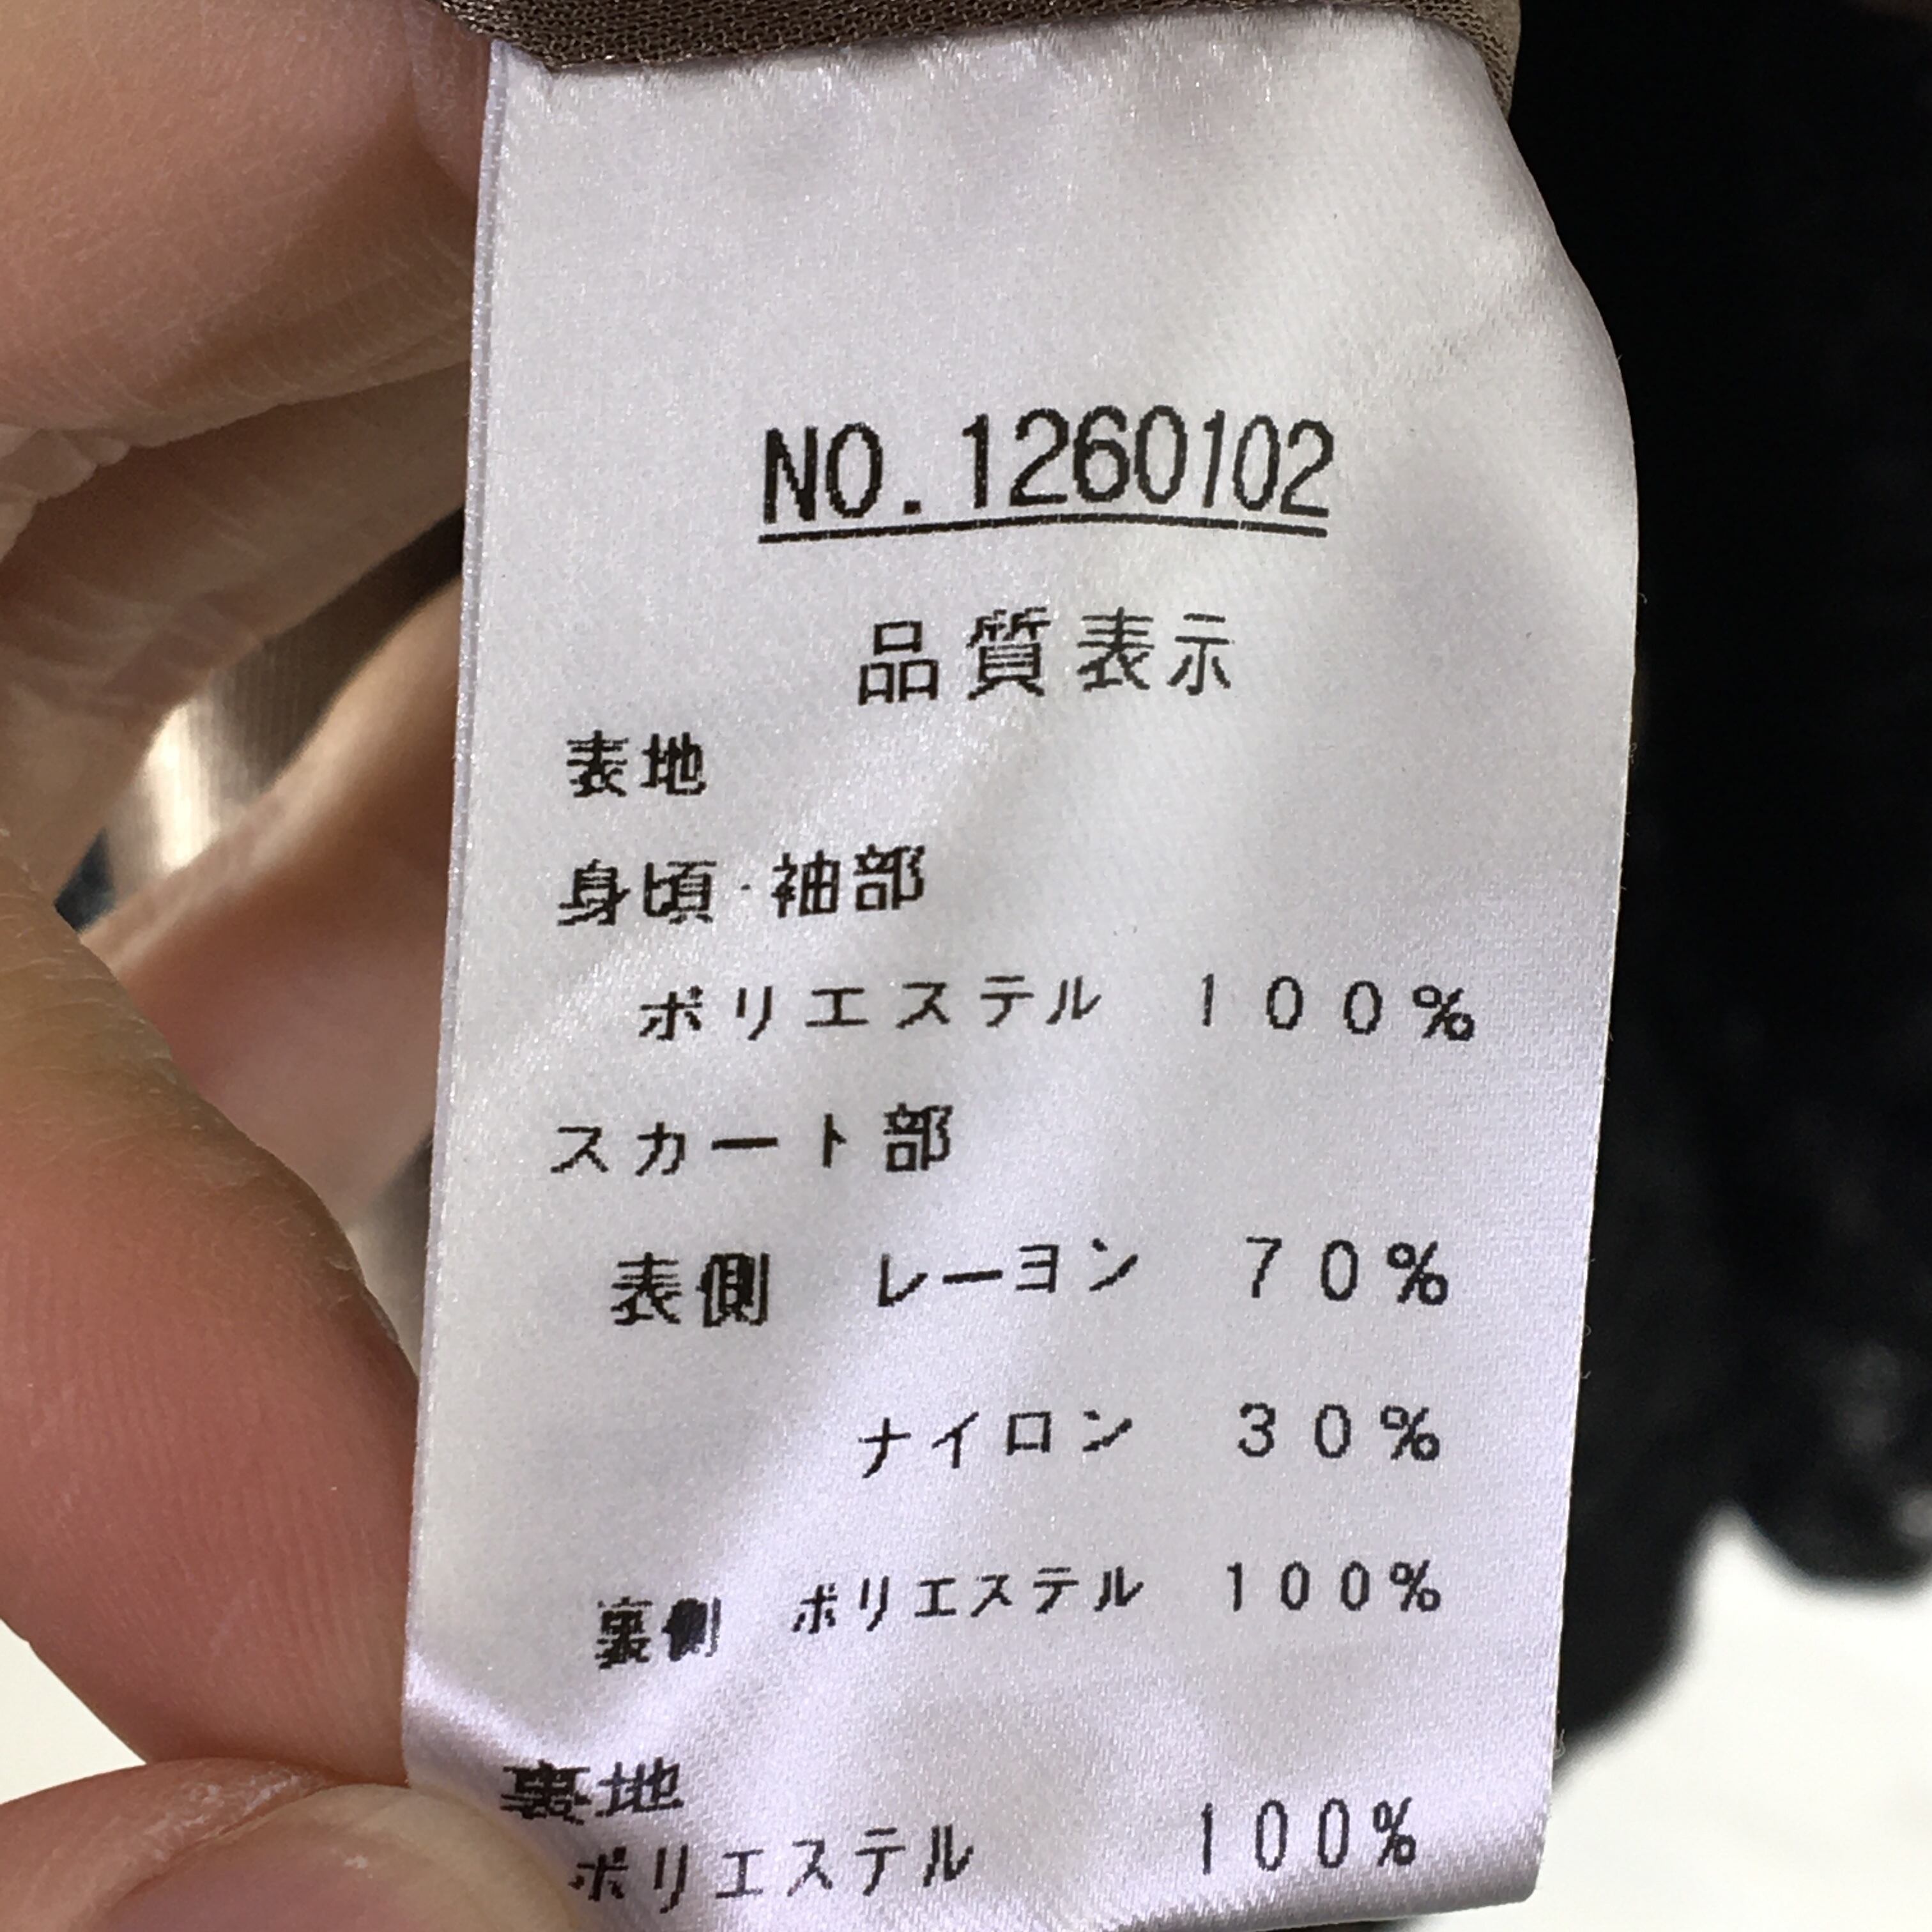 NO.1260102
品質表示
表地
身頃・袖部
ポリエステル 100%
スカート部
表側 レーヨン 70%
ナイロン 30%
裏側 ポリエステル 100%
裏地
ポリエステル 100%